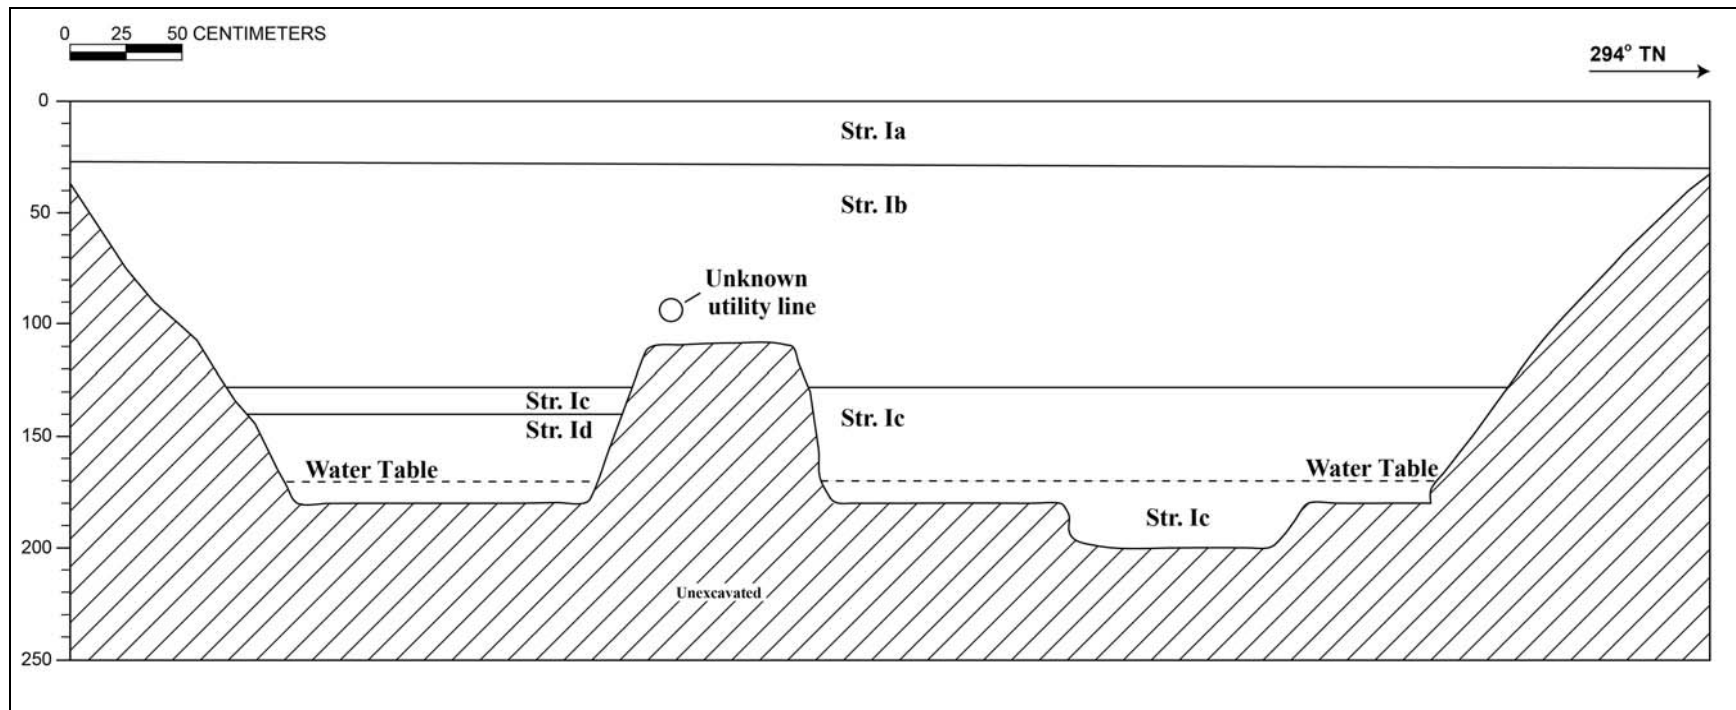 0 25 50 CENTIMETERS
294° TN
0
Str. Ia
50
Str. Ib
Unknown
utility line
100
Str. Ic
Str. Ic
Str. Id
150
Water Table
Water Table
Str. Ic
200
Unexcavated
250